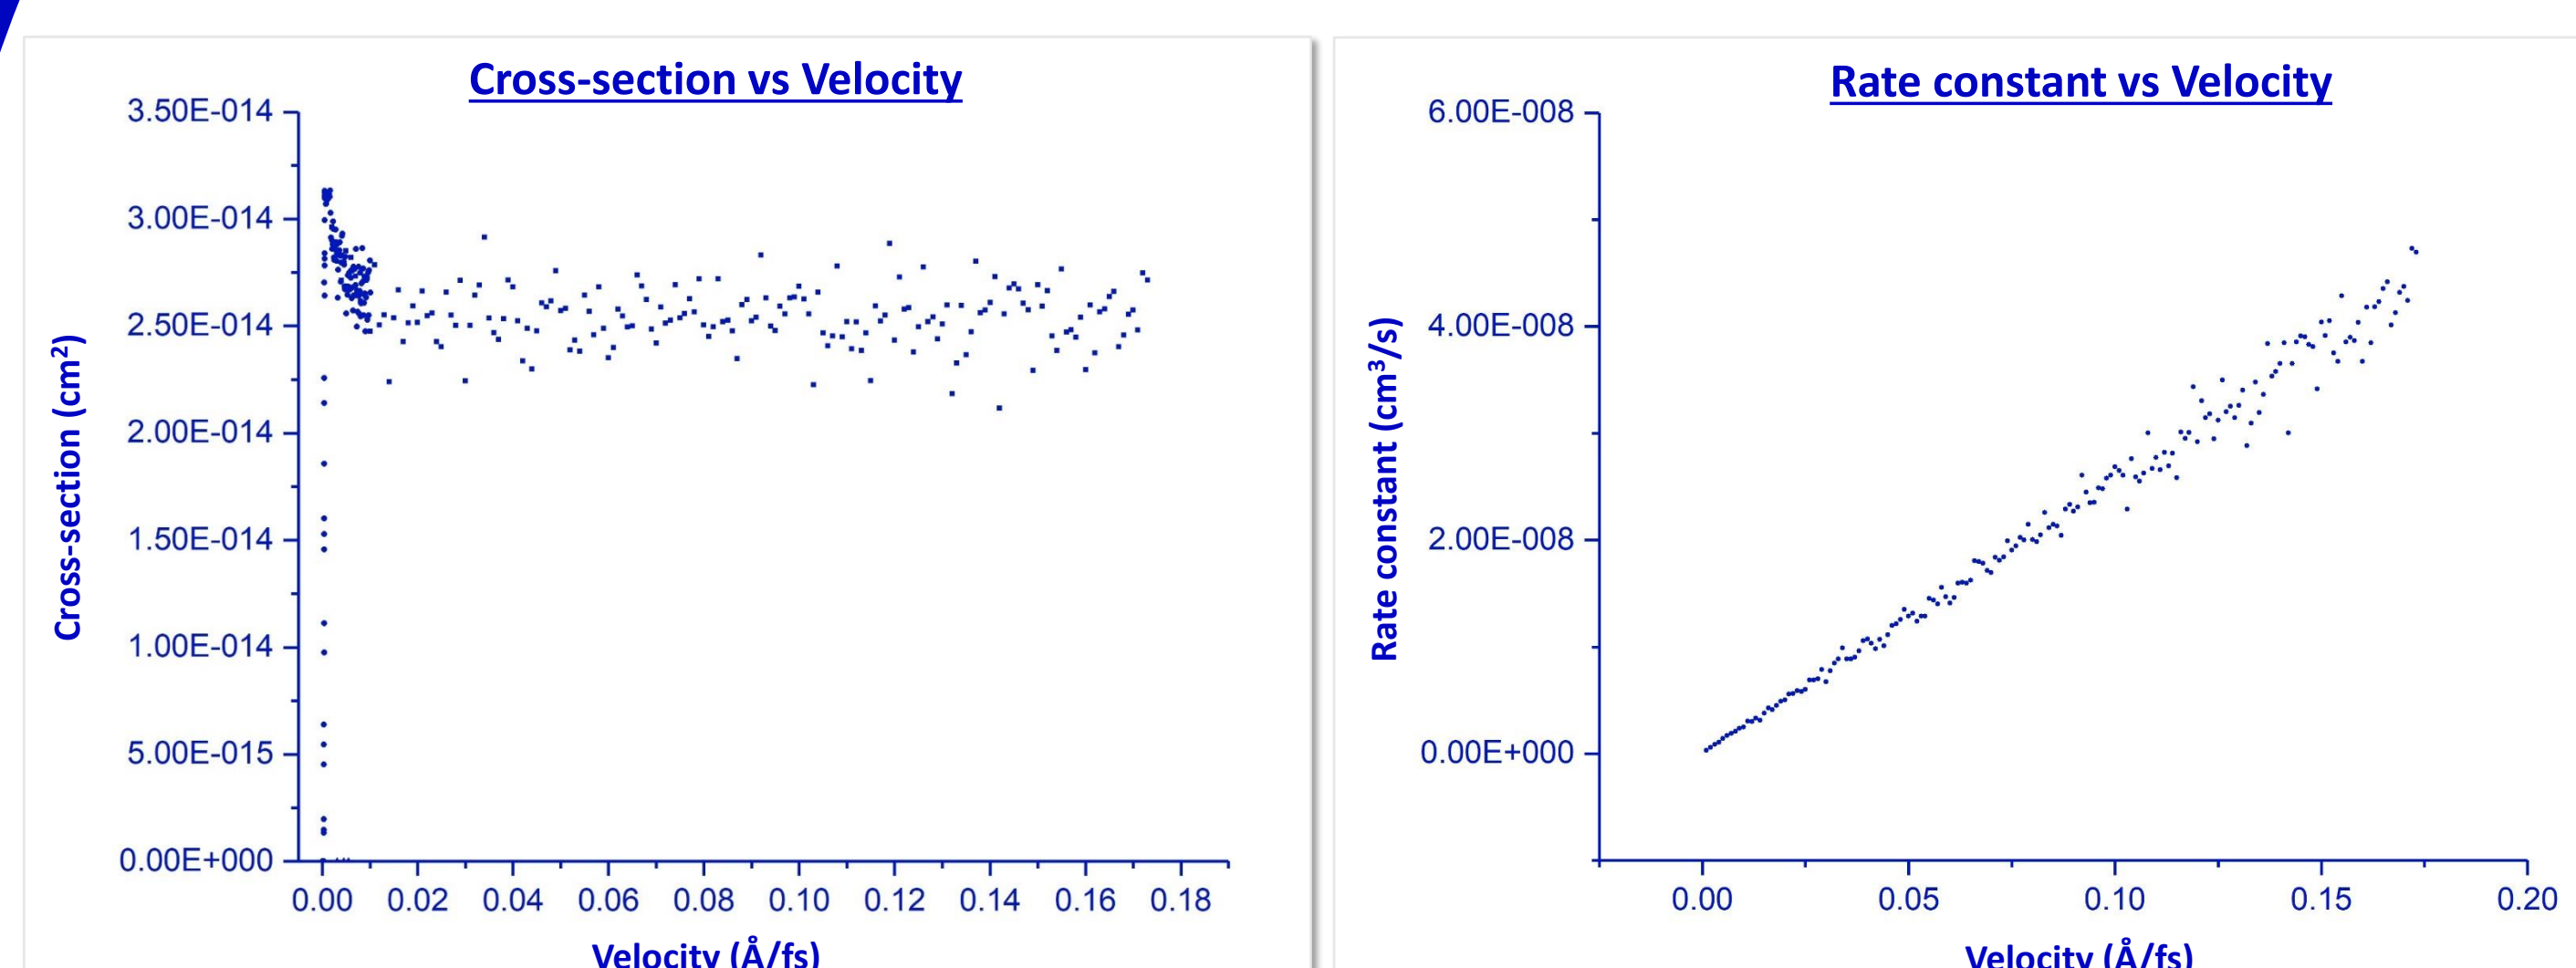 Cross-section vs Velocity
3.50E-014
3.00E-014
2.50E-014
2.00E-014
1.50E-014
1.00E-014
5.00E-015
0.00E+000
Cross-section (cm²)
0.00 0.02 0.04 0.06 0.08 0.10 0.12 0.14 0.16 0.18
Velocity (Å/fs)
Rate constant vs Velocity
6.00E-008
4.00E-008
2.00E-008
0.00E+000
Rate constant (cm³/s)
0.00 0.05 0.10 0.15 0.20
Velocity (Å/fs)